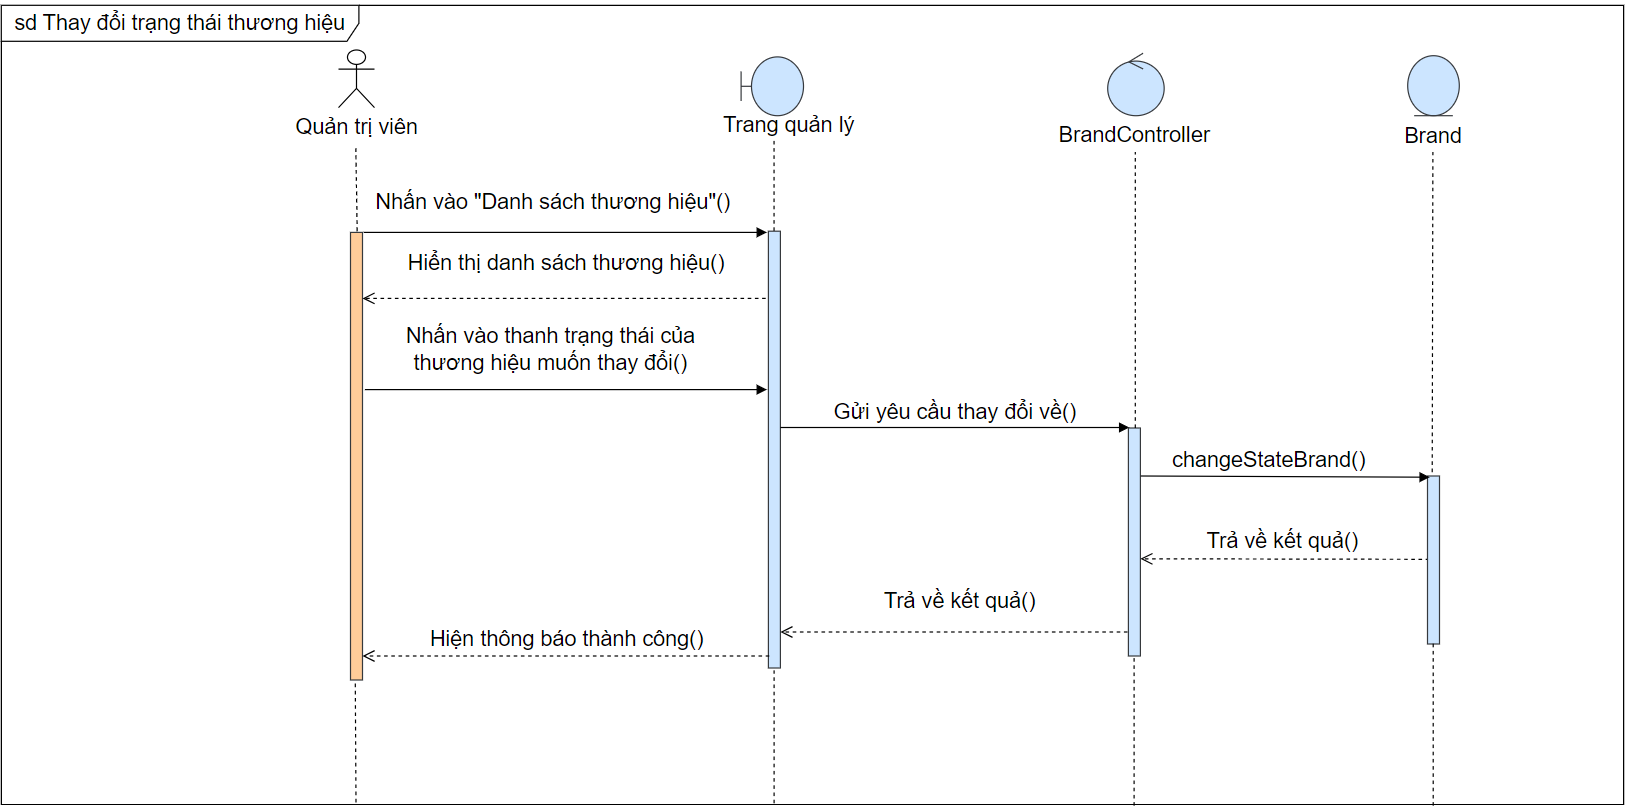 sd Thay đổi trạng thái thương hiệu
Quản trị viên
Trang quản lý
BrandController
Brand
Nhấn vào "Danh sách thương hiệu"()
Hiển thị danh sách thương hiệu()
Nhấn vào thanh trạng thái của
thương hiệu muốn thay đổi()
Gửi yêu cầu thay đổi về()
changeStateBrand()
Trả về kết quả()
Trả về kết quả()
Hiện thông báo thành công()